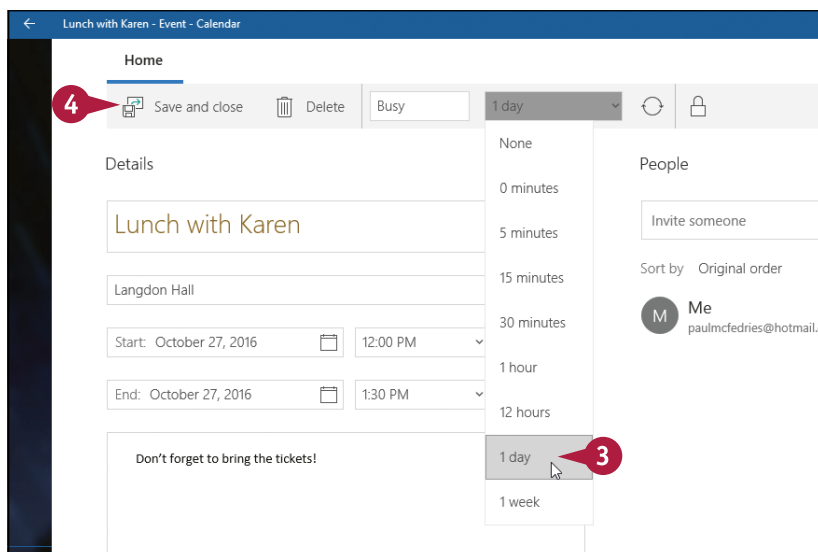 Lunch with Karen - Event - Calendar
Home
4
Save and close
Delete
Busy
1 day
None
0 minutes
5 minutes
15 minutes
30 minutes
1 hour
12 hours
1 day
3
1 week
Details
Lunch with Karen
Langdon Hall
Start: October 27, 2016
12:00 PM
End: October 27, 2016
1:30 PM
Don't forget to bring the tickets!
People
Invite someone
Sort by Original order
M
Me
paulmcfedries@hotmail.